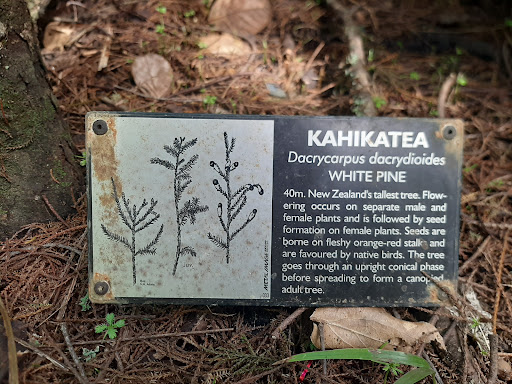 KAHIKATEA
Dacrycarpus dacrydioides
WHITE PINE
40m. New Zealand's tallest tree. Flow-
ering occurs on separate male and
female plants and is followed by seed
formation on female plants. Seeds are
borne on fleshy orange-red stalks and
are favoured by native birds. The tree
goes through an upright conical phase
before spreading to form a canopied
adult tree.